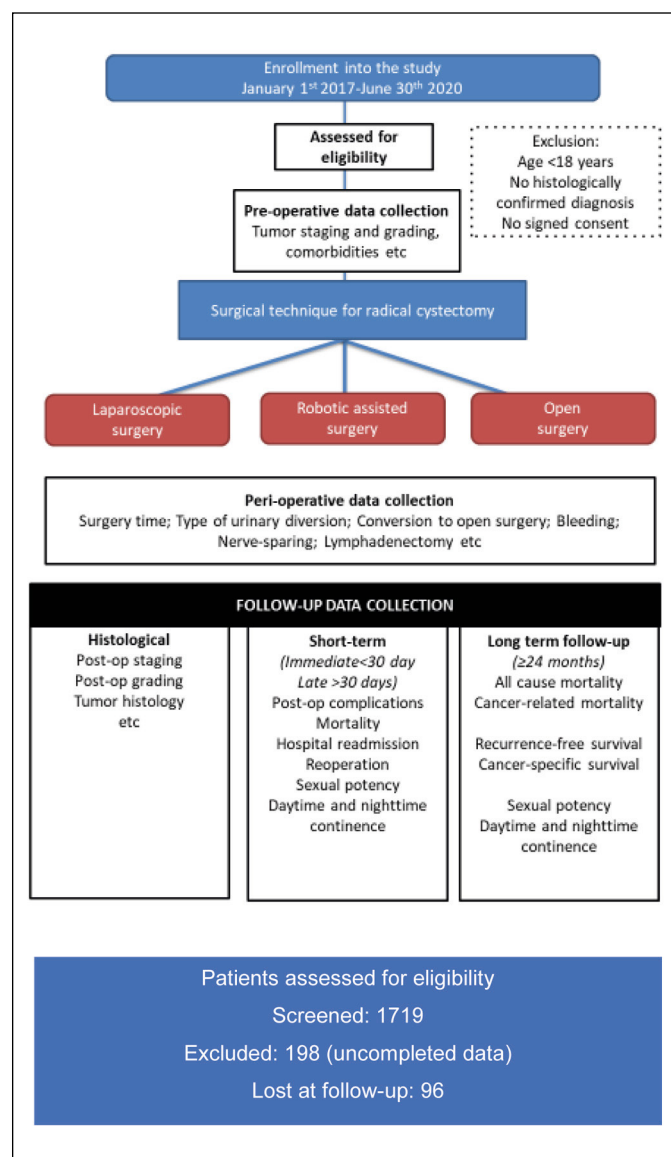 Enrollment into the study
January 1st 2017-June 30th 2020
Assessed for
eligibility
Exclusion:
Age <18 years
No histologically
confirmed diagnosis
No signed consent
Pre-operative data collection
Tumor staging and grading,
comorbidities etc
Surgical technique for radical cystectomy
Laparoscopic
surgery
Robotic assisted
surgery
Open
surgery
Peri-operative data collection
Surgery time; Type of urinary diversion; Conversion to open surgery; Bleeding;
Nerve-sparing; Lymphadenectomy etc
FOLLOW-UP DATA COLLECTION
Histological
Post-op staging
Post-op grading
Tumor histology
etc
Short-term
(Immediate<30 day
Late >30 days)
Post-op complications
Mortality
Hospital readmission
Reoperation
Sexual potency
Daytime and nighttime
continence
Long term follow-up
(≥24 months)
All cause mortality
Cancer-related mortality
Recurrence-free survival
Cancer-specific survival
Sexual potency
Daytime and nighttime
continence
Patients assessed for eligibility
Screened: 1719
Excluded: 198 (uncompleted data)
Lost at follow-up: 96